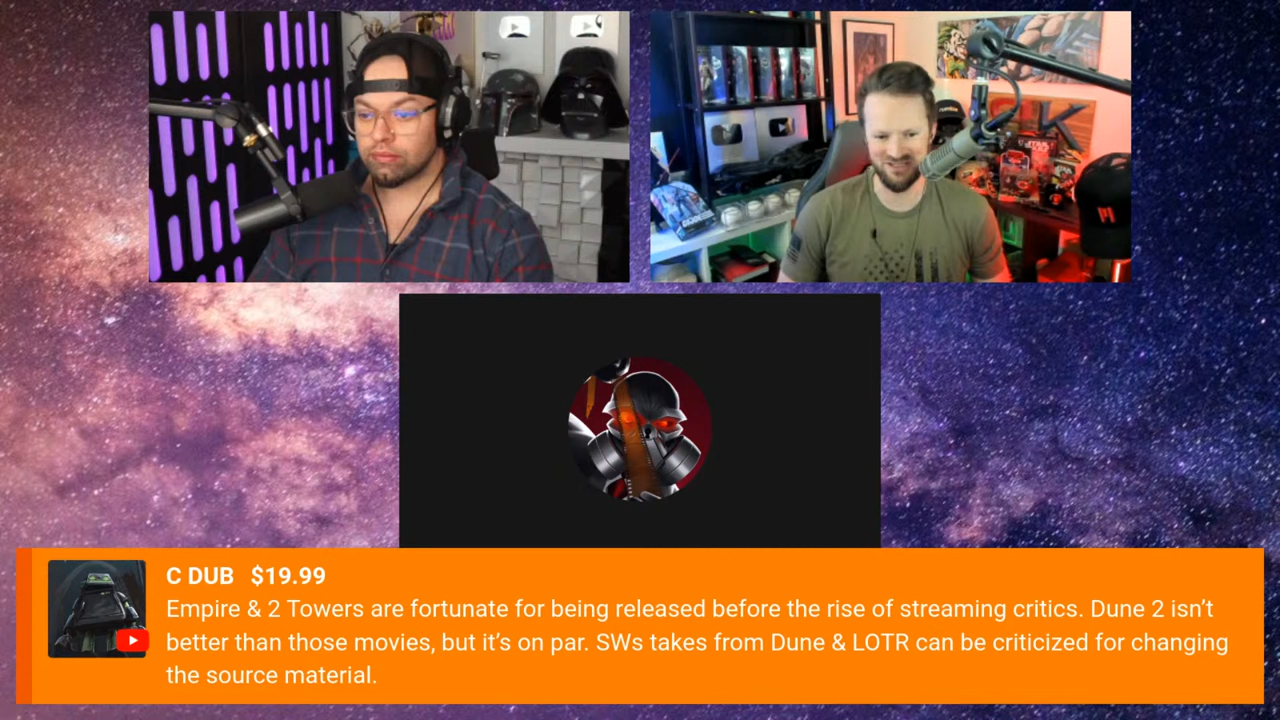 C DUB $19.99
Empire & 2 Towers are fortunate for being released before the rise of streaming critics. Dune 2 isn’t
better than those movies, but it’s on par. SWs takes from Dune & LOTR can be criticized for changing
the source material.